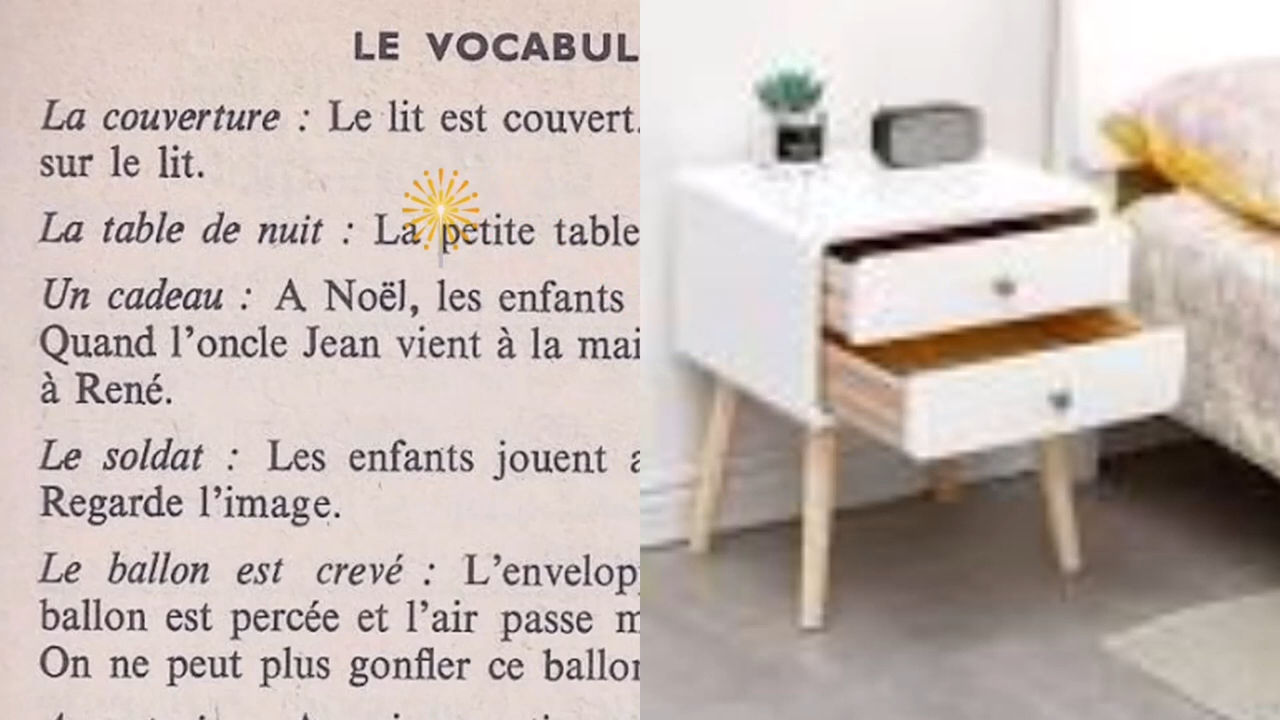 LE VOCABUL
La couverture : Le lit est couvert.
sur le lit.
La table de nuit : La petite table
Un cadeau : A Noël, les enfants
Quand l'oncle Jean vient à la mai
à René.
Le soldat : Les enfants jouent a
Regarde l'image.
Le ballon est crevé : L'envelop
ballon est percée et l'air passe m
On ne peut plus gonfler ce ballon